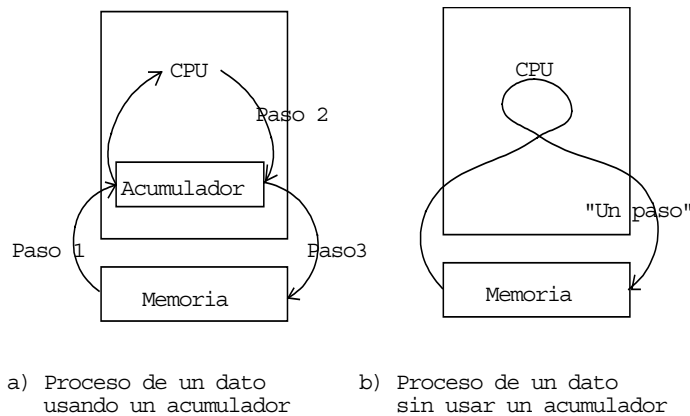 CPU
Paso 2
Acumulador
Paso 1
Paso3
Memoria
a) Proceso de un dato
usando un acumulador
CPU
"Un paso"
Memoria
b) Proceso de un dato
sin usar un acumulador